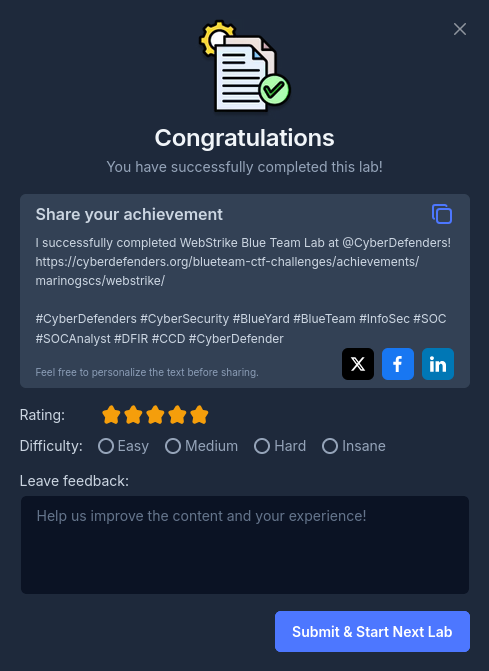 Congratulations
You have successfully completed this lab!
Share your achievement
I successfully completed WebStrike Blue Team Lab at @CyberDefenders!
https://cyberdefenders.org/blueteam-ctf-challenges/achievements/
marinogscs/webstrike/
#CyberDefenders #CyberSecurity #BlueYard #BlueTeam #InfoSec #SOC
#SOCAnalyst #DFIR #CCD #CyberDefender
Feel free to personalize the text before sharing.
Rating:
Difficulty: Easy Medium Hard Insane
Leave feedback:
Help us improve the content and your experience!
Submit & Start Next Lab